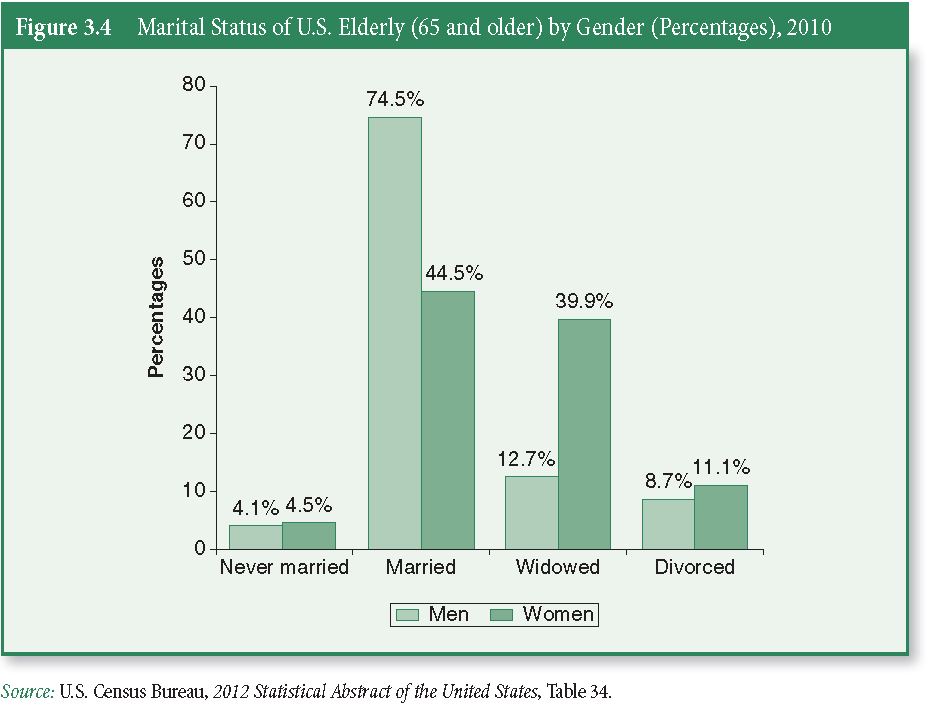 Figure 3.4 Marital Status of U.S. Elderly (65 and older) by Gender (Percentages), 2010
80
70
60
50
40
30
20
10
0
Percentages
74.5%
44.5%
39.9%
12.7%
8.7%
11.1%
4.1%
4.5%
Never married
Married
Widowed
Divorced
Men
Women
Source: U.S. Census Bureau, 2012 Statistical Abstract of the United States, Table 34.